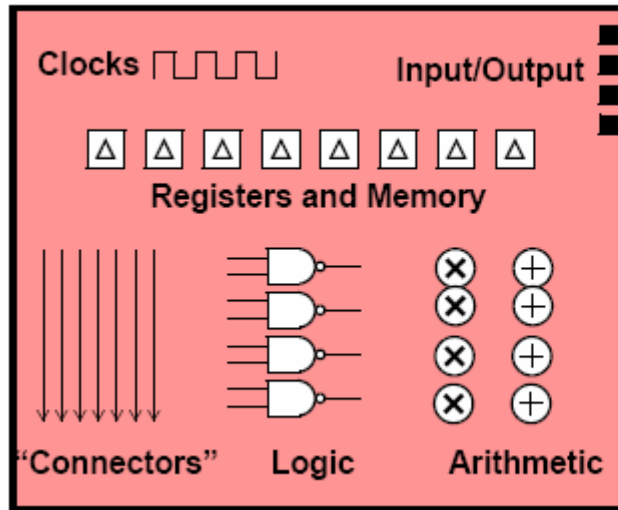 Clocks
Input/Output
Registers and Memory
"Connectors" Logic Arithmetic